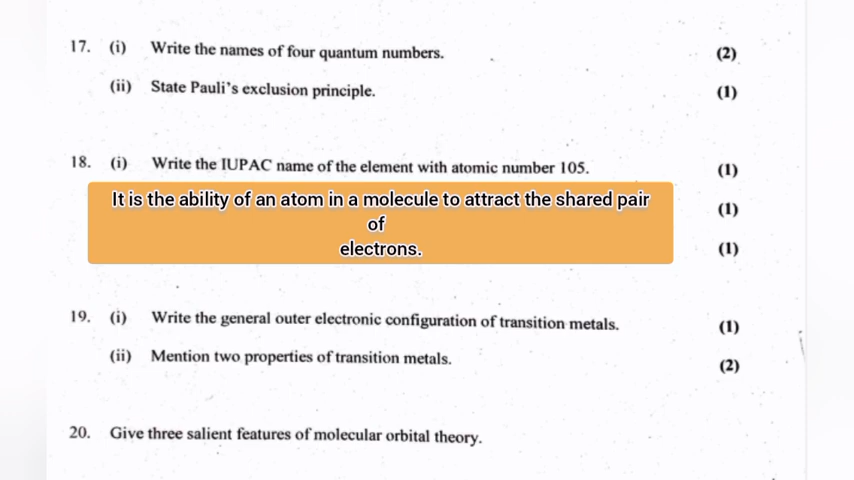 17. (i) Write the names of four quantum numbers. (2)
(ii) State Pauli's exclusion principle. (1)
18. (i) Write the IUPAC name of the element with atomic number 105. (1)
It is the ability of an atom in a molecule to attract the shared pair (1)
of
electrons. (1)
19. (i) Write the general outer electronic configuration of transition metals. (1)
(ii) Mention two properties of transition metals. (2)
20. Give three salient features of molecular orbital theory.